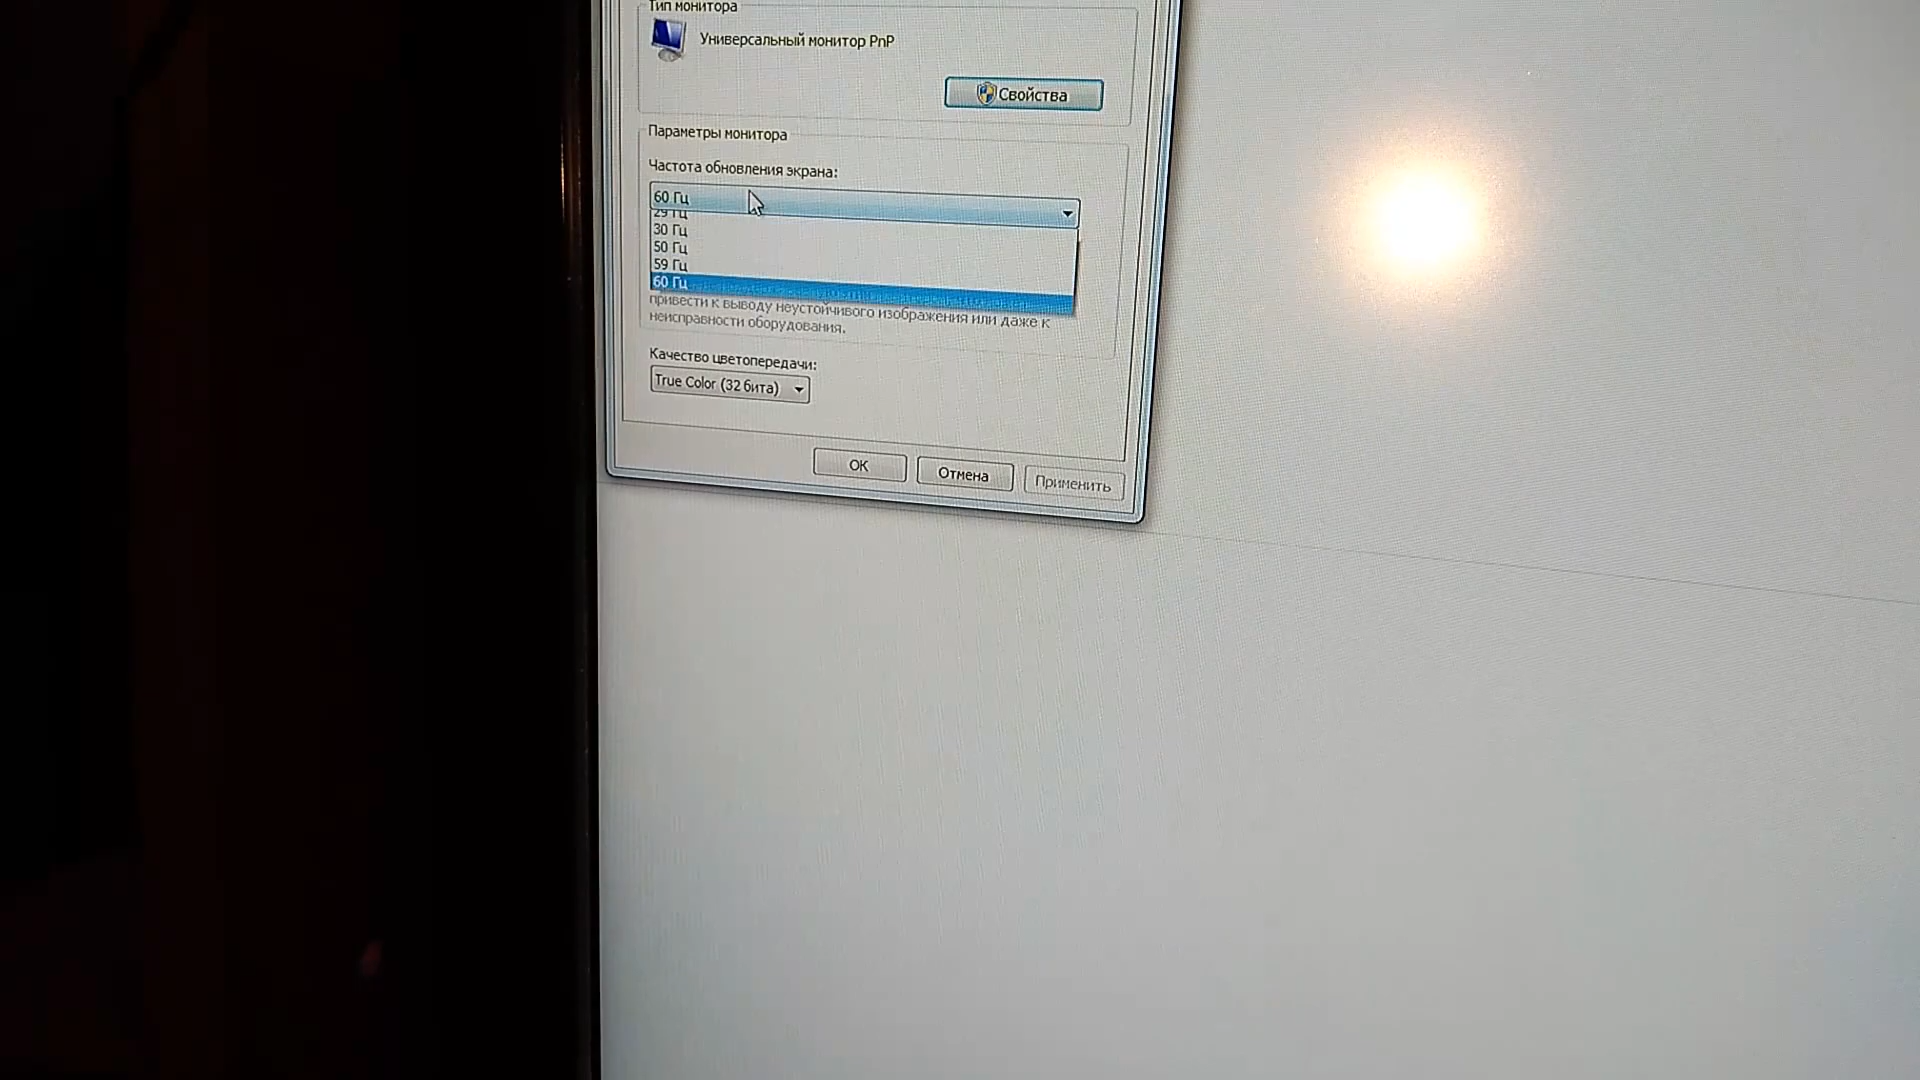 Тип монитора
Универсальный монитор PnP
Свойства
Параметры монитора
Частота обновления экрана:
60 Гц
29 Гц
30 Гц
50 Гц
59 Гц
60 Гц
привести к выводу неустойчивого изображения или даже к
неисправности оборудования.
Качество цветопередачи:
True Color (32 бита)
ОК
Отмена
Применить